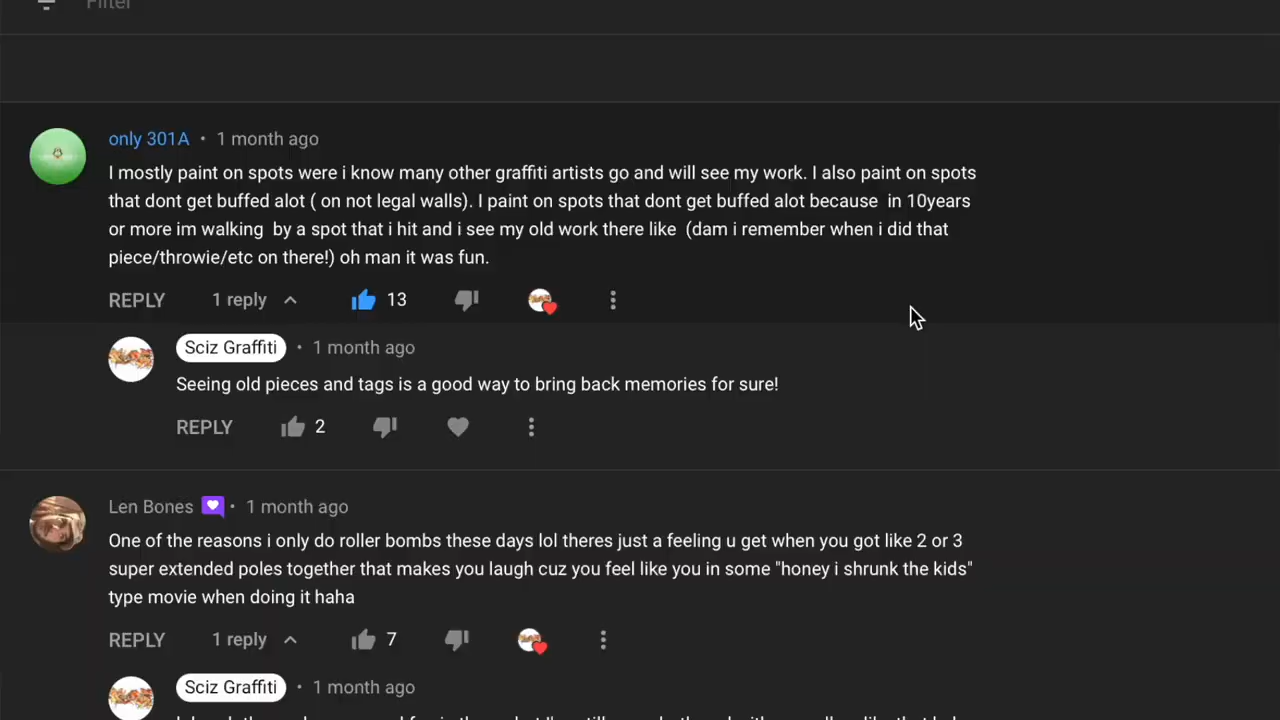 Filter
only 301A • 1 month ago
I mostly paint on spots were i know many other graffiti artists go and will see my work. I also paint on spots
that dont get buffed alot ( on not legal walls). I paint on spots that dont get buffed alot because  in 10years
or more im walking  by a spot that i hit and i see my old work there like  (dam i remember when i did that
piece/throwie/etc on there!) oh man it was fun.
REPLY 1 reply 13
Sciz Graffiti • 1 month ago
Seeing old pieces and tags is a good way to bring back memories for sure!
REPLY 2
Len Bones • 1 month ago
One of the reasons i only do roller bombs these days lol theres just a feeling u get when you got like 2 or 3
super extended poles together that makes you laugh cuz you feel like you in some "honey i shrunk the kids"
type movie when doing it haha
REPLY 1 reply 7
Sciz Graffiti • 1 month ago